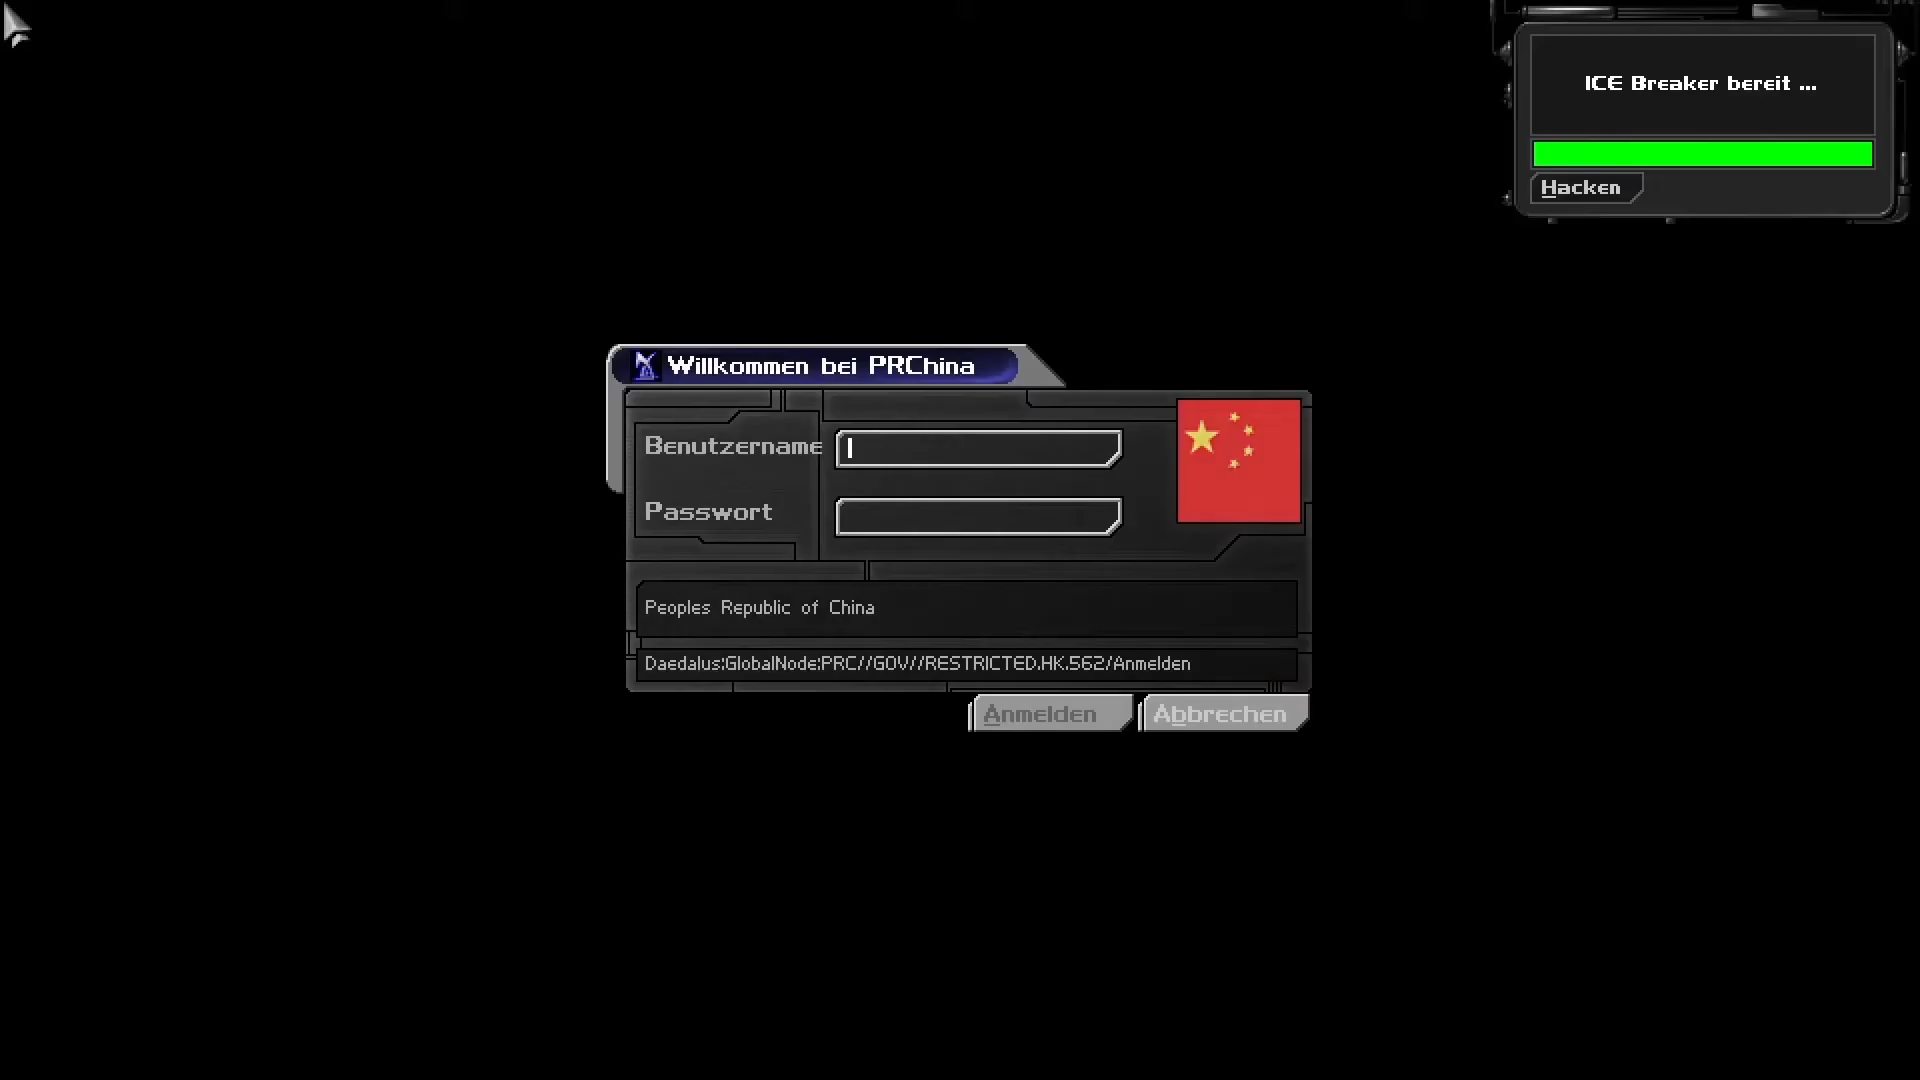 ICE Breaker bereit ...
Hacken
Willkommen bei PRChina
Benutzername
Passwort
Peoples Republic of China
Daedalus:GlobalNode:PRC//GOV//RESTRICTED.HK.562/Anmelden
Anmelden
Abbrechen